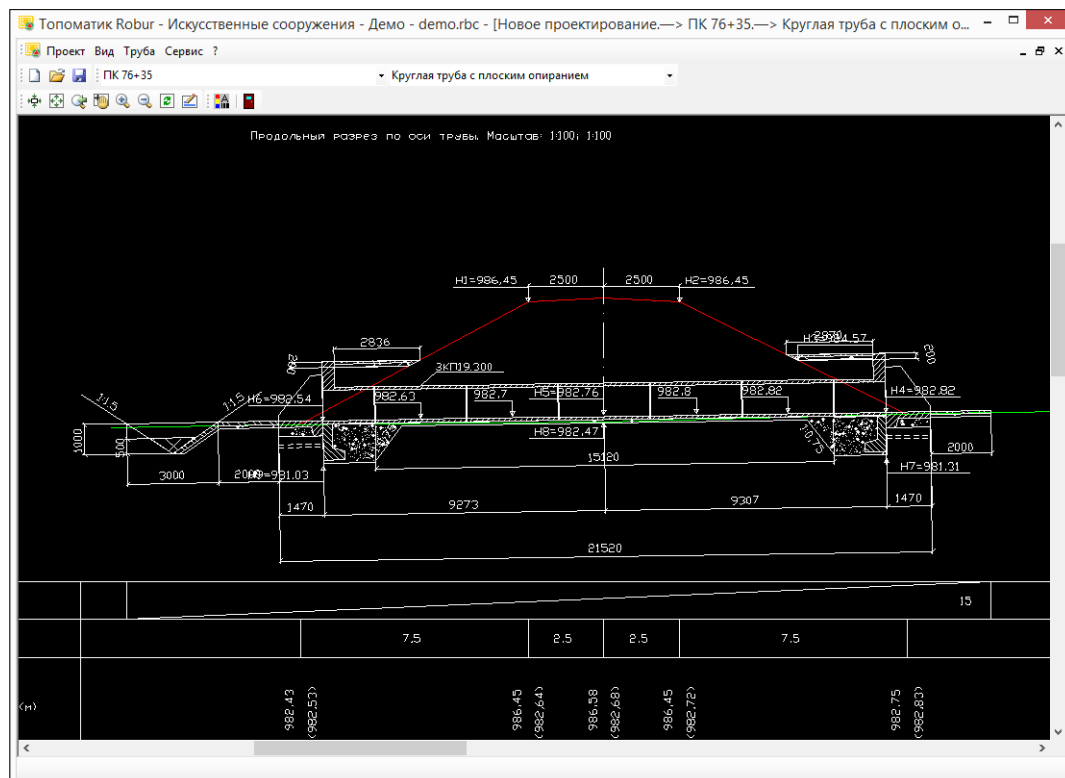 Топоматик Robur - Искусственные сооружения - Демо - demo.rbc - [Новое проектирование.—> ПК 76+35.—> Круглая труба с плоским о...
Проект Вид Труба Сервис ?
ПК 76+35 Круглая труба с плоским опиранием
Продольный разрез по оси трубы. Масштаб: 1:100; 1:100
H1=986,45 2500 2500 H2=986,45
2836
ЗКП19.300
200
H6=982.54 982.63 982.7 H5=982.76 982.8 982.82 H4=982.82
1:1.5 1:1.5
H8=982.47
1000 500
15120
1:0.75
3000 2000 H9=981.03 H7=981.31 2000
1470 9273 9307 1470
21520
15
7.5 2.5 2.5 7.5
(м)
982.43 (982,53)
986.45 (982,64)
986.58 (982,68)
986,45 (982,72)
982.75 (982,83)